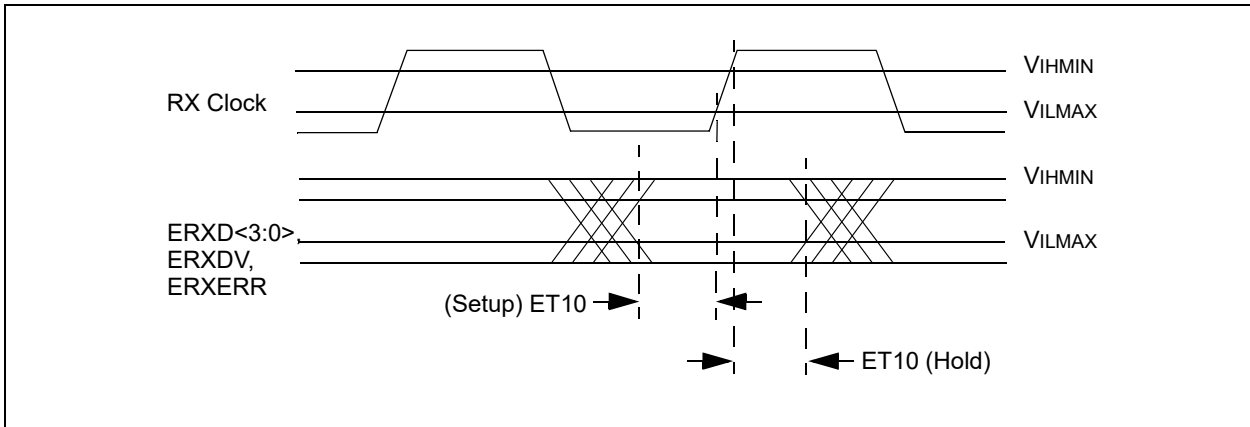 VIHMIN
RX Clock
VILMAX
VIHMIN
ERXD<3:0>,
ERXDV,
ERXERR
VILMAX
(Setup) ET10
ET10 (Hold)